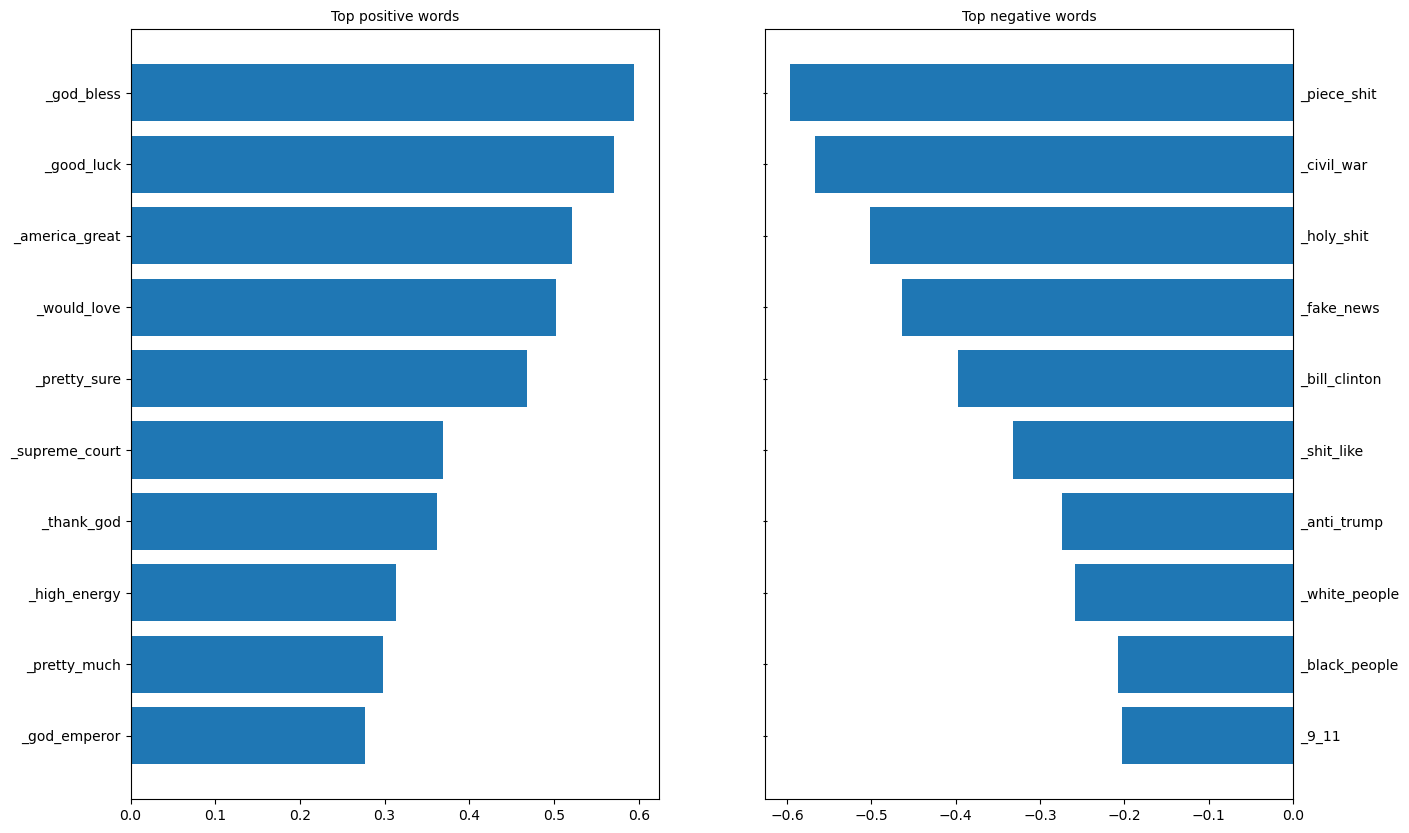 Top positive words
_god_bless
_good_luck
_america_great
_would_love
_pretty_sure
_supreme_court
_thank_god
_high_energy
_pretty_much
_god_emperor
0.0 0.1 0.2 0.3 0.4 0.5 0.6
Top negative words
_piece_shit
_civil_war
_holy_shit
_fake_news
_bill_clinton
_shit_like
_anti_trump
_white_people
_black_people
_9_11
−0.6 −0.5 −0.4 −0.3 −0.2 −0.1 0.0